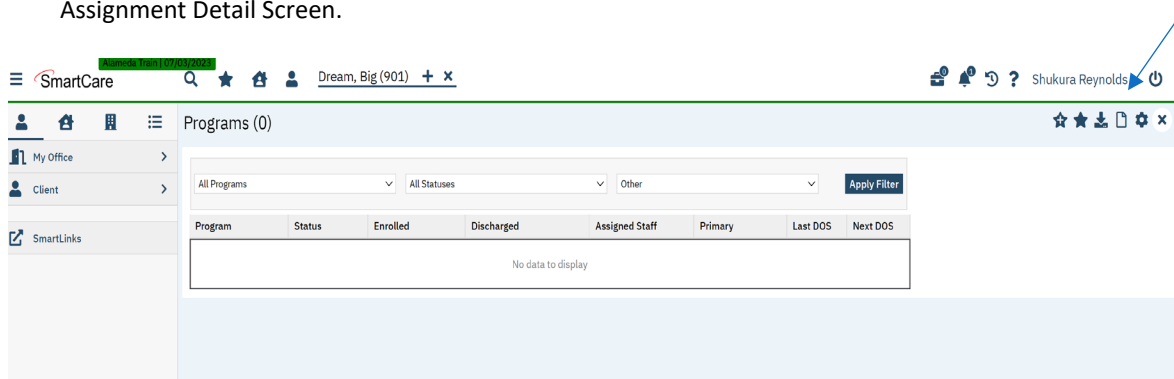 Assignment Detail Screen.
Alameda Train | 07/03/2023
SmartCare
Dream, Big (901)
0
1
?
Shukura Reynolds
Programs (0)
My Office
Client
SmartLinks
All Programs
All Statuses
Other
Apply Filter
Program Status Enrolled Discharged Assigned Staff Primary Last DOS Next DOS
No data to display